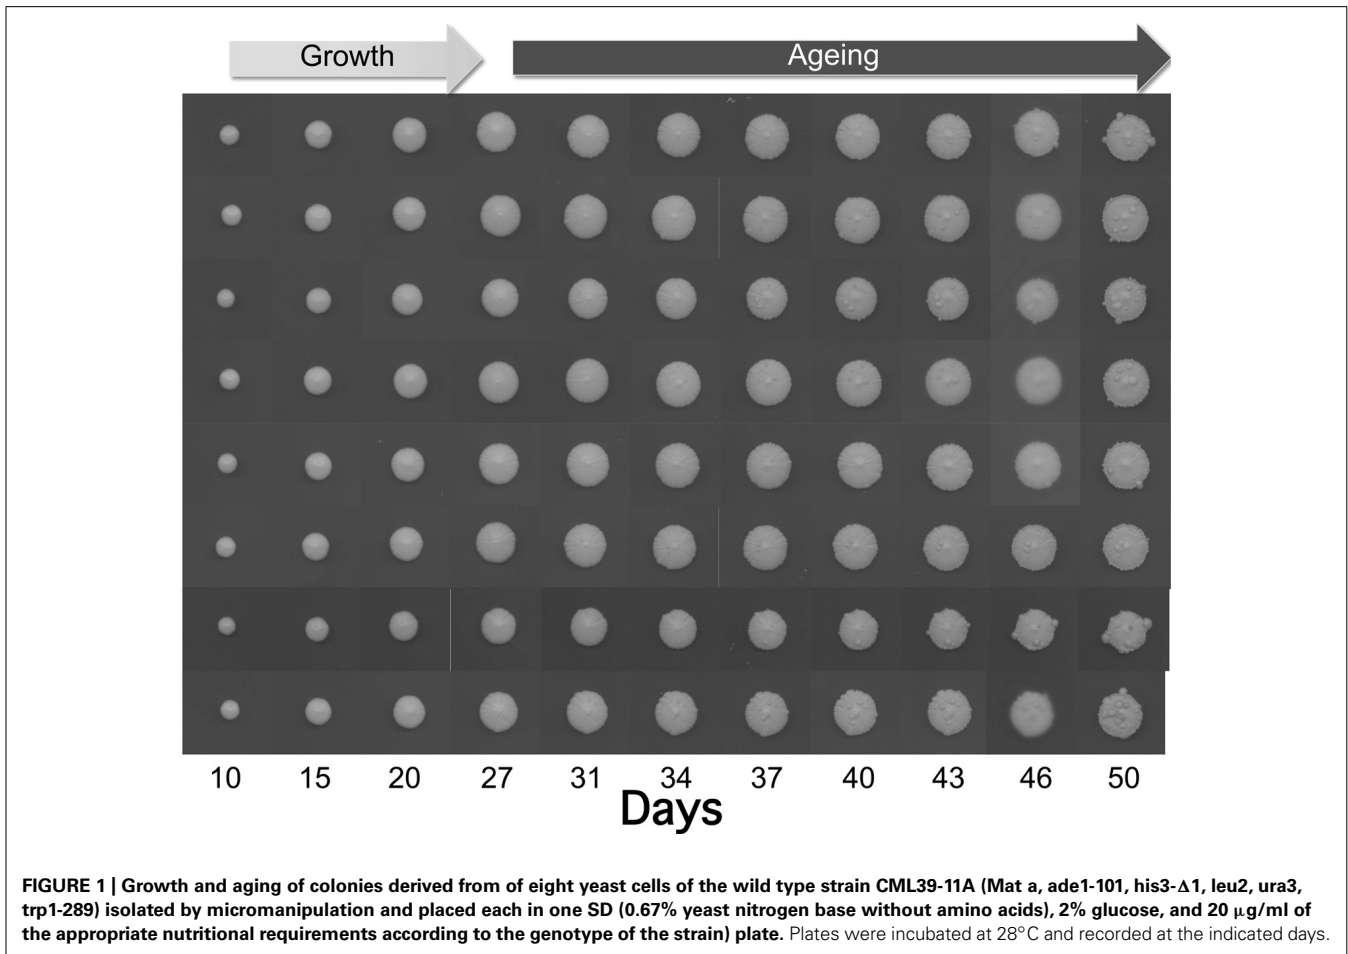 Growth Ageing
10 15 20 27 31 34 37 40 43 46 50
Days
FIGURE 1 | Growth and aging of colonies derived from of eight yeast cells of the wild type strain CML39-11A (Mat a, ade1-101, his3-Δ1, leu2, ura3,
trp1-289) isolated by micromanipulation and placed each in one SD (0.67% yeast nitrogen base without amino acids), 2% glucose, and 20 μg/ml of
the appropriate nutritional requirements according to the genotype of the strain) plate. Plates were incubated at 28°C and recorded at the indicated days.